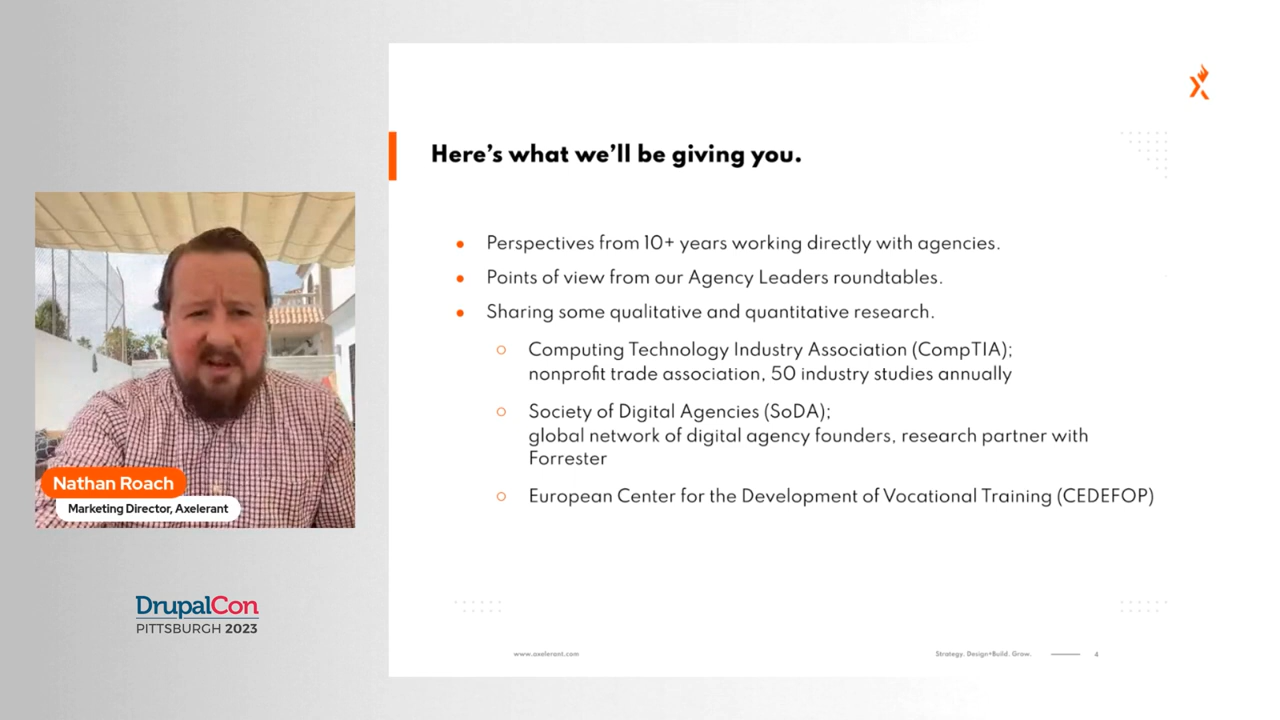 Here's what we'll be giving you.
Perspectives from 10+ years working directly with agencies.
Points of view from our Agency Leaders roundtables.
Sharing some qualitative and quantitative research.
Computing Technology Industry Association (CompTIA);
nonprofit trade association, 50 industry studies annually
Society of Digital Agencies (SoDA);
global network of digital agency founders, research partner with
Forrester
European Center for the Development of Vocational Training (CEDEFOP)
Nathan Roach
Marketing Director, Axelerant
DrupalCon
PITTSBURGH 2023
www.axelerant.com
Strategy. Design+Build. Grow.
4